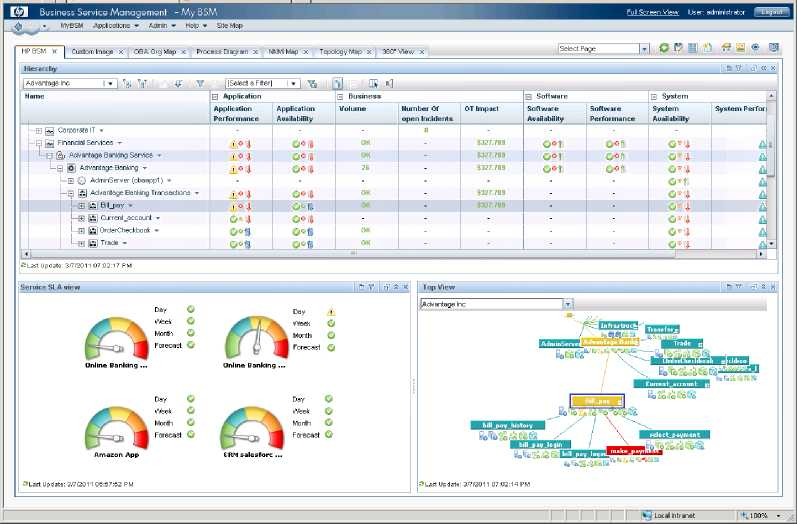 hp Business Service Management - My BSM
Full Screen View User: administrator Logout
MyBSM Applications Admin Help Site Map
HP BSM Custom Image OBA Org Map Process Diagram NNMi Map Topology Map 360° View Select Page
Hierarchy
Advantage Inc [Select a Filter]
Name Application Business Software System
Application Performance Application Availability Volume Number Of open Incidents OT Impact Software Availability Software Performance System Availability System Perfor
Corporate IT - - - 0 - - - -
Financial Services OK - $327,789
Advantage Banking Service OK - $327,789
Advantage Banking 26 - $327,789
AdminServer (obaapp1) - - - - - - -
Advantage Banking Transactions OK - $327,789 - -
Bill_pay OK - $327,789 - -
Current_account - - - - -
OrderCheckbook OK - - - -
Trade OK - - - -
Last Update: 3/7/2011 07:02:17 PM
Service SLA view
Day
Week
Month
Forecast
Online Banking ...
Day
Week
Month
Forecast
Online Banking ...
Day
Week
Month
Forecast
Amazon App
Day
Week
Month
Forecast
CRM salesforc ...
Last Update: 3/7/2011 06:57:52 PM
Top View
Advantage Inc
Infrastruc
Transfer
AdminServe
Advantage Bank
Trade
OrderCheckbook
Current_account
Bill_pay
bill_pay_history
bill_pay_login
bill_pay_logou
make_payment
select_payment
Last Update: 3/7/2011 07:02:14 PM
Local intranet 100%